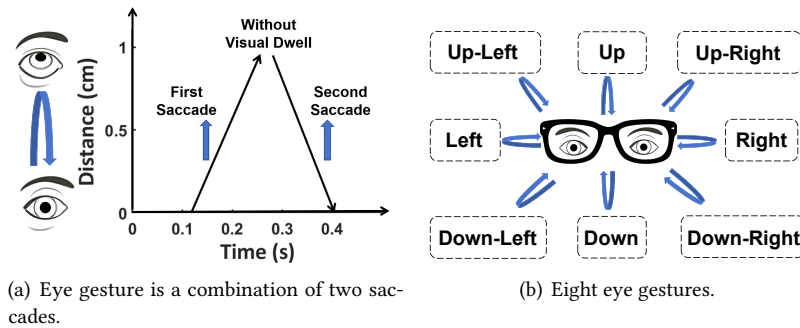 Without
Visual Dwell
First
Saccade
Second
Saccade
Distance (cm)
1
0.5
0
0
0.1
0.2
0.3
0.4
Time (s)
(a) Eye gesture is a combination of two sac-
cades.
Up-Left
Up
Up-Right
Left
Right
Down-Left
Down
Down-Right
(b) Eight eye gestures.